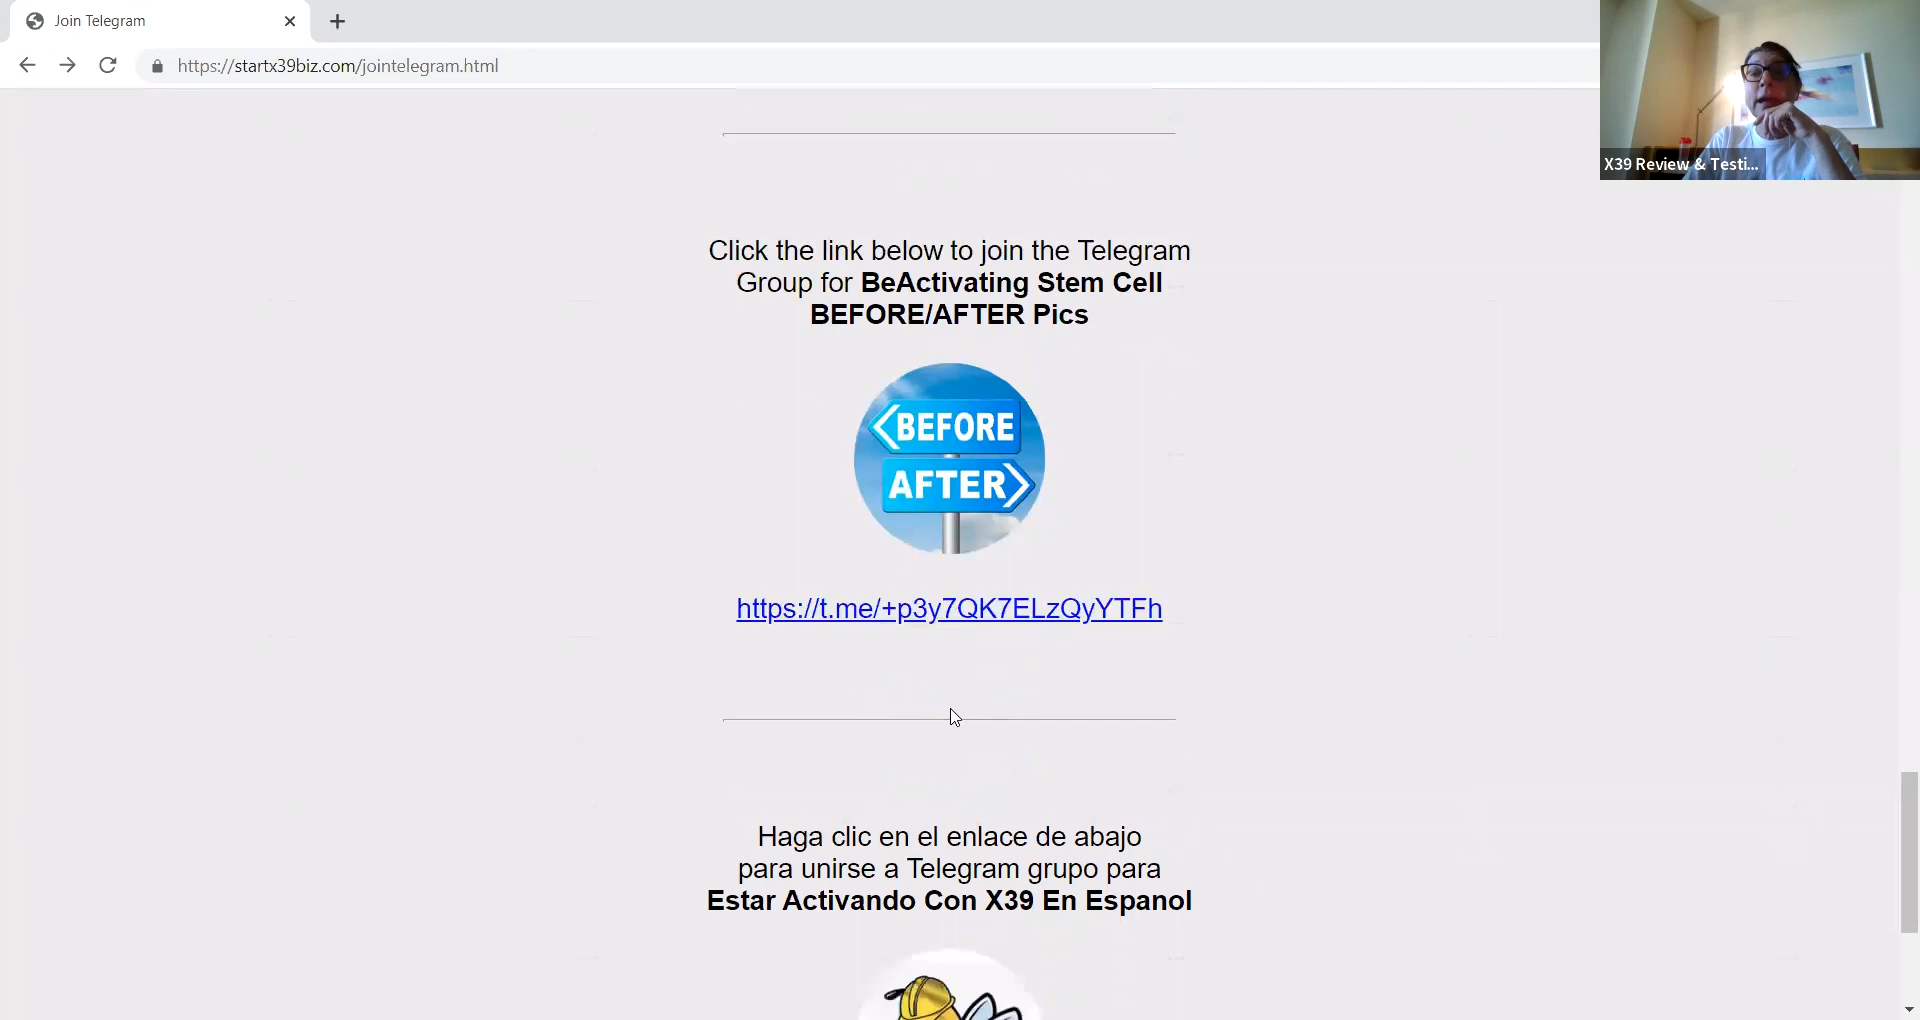 Join Telegram
https://startx39biz.com/jointelegram.html
X39 Review & Testi...
Click the link below to join the Telegram
Group for BeActivating Stem Cell
BEFORE/AFTER Pics
BEFORE
AFTER
https://t.me/+p3y7QK7ELzQyYTFh
Haga clic en el enlace de abajo
para unirse a Telegram grupo para
Estar Activando Con X39 En Espanol